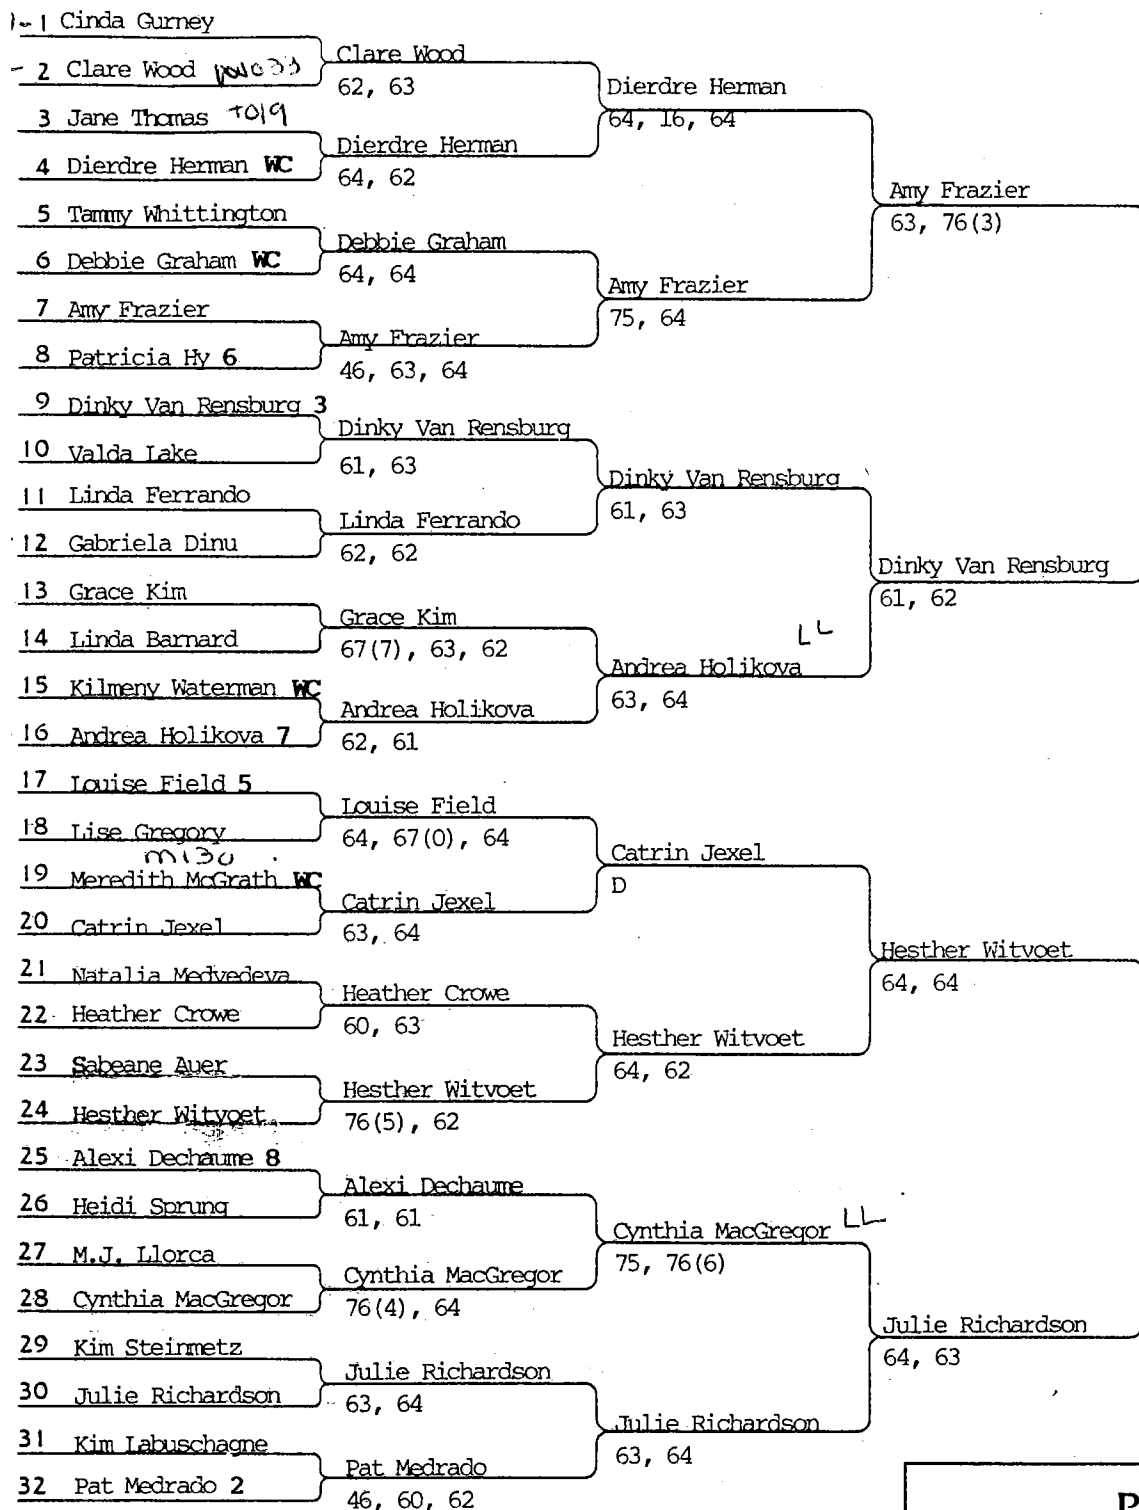 1 Cinda Gurney
2 Clare Wood
3 Jane Thomas TO19
4 Dierdre Herman WC
5 Tammy Whittington
6 Debbie Graham WC
7 Amy Frazier
8 Patricia Hy 6
9 Dinky Van Rensburg 3
10 Valda Lake
11 Linda Ferrando
12 Gabriela Dinu
13 Grace Kim
14 Linda Barnard
15 Kilmeny Waterman WC
16 Andrea Holikova 7
17 Louise Field 5
18 Lise Gregory
m130
19 Meredith McGrath WC
20 Catrin Jexel
21 Natalia Medvedeva
22 Heather Crowe
23 Sabeane Auer
24 Hesther Witvoet
25 Alexi Dechaume 8
26 Heidi Sprung
27 M.J. Llorca
28 Cynthia MacGregor
29 Kim Steinmetz
30 Julie Richardson
31 Kim Labuschagne
32 Pat Medrado 2
Clare Wood
62, 63
Dierdre Herman
64, 62
Debbie Graham
64, 64
Amy Frazier
46, 63, 64
Dinky Van Rensburg
61, 63
Linda Ferrando
62, 62
Grace Kim
67(7), 63, 62
Andrea Holikova
62, 61
Louise Field
64, 67(0), 64
Catrin Jexel
63, 64
Heather Crowe
60, 63
Hesther Witvoet
76(5), 62
Alexi Dechaume
61, 61
Cynthia MacGregor
76(4), 64
Julie Richardson
63, 64
Pat Medrado
46, 60, 62
Dierdre Herman
64, 16, 64
Amy Frazier
75, 64
Dinky Van Rensburg
61, 63
Andrea Holikova LL
63, 64
Catrin Jexel
D
Hesther Witvoet
64, 62
Cynthia MacGregor LL
75, 76(6)
Julie Richardson
63, 64
Amy Frazier
63, 76(3)
Dinky Van Rensburg
61, 62
Hesther Witvoet
64, 64
Julie Richardson
64, 63